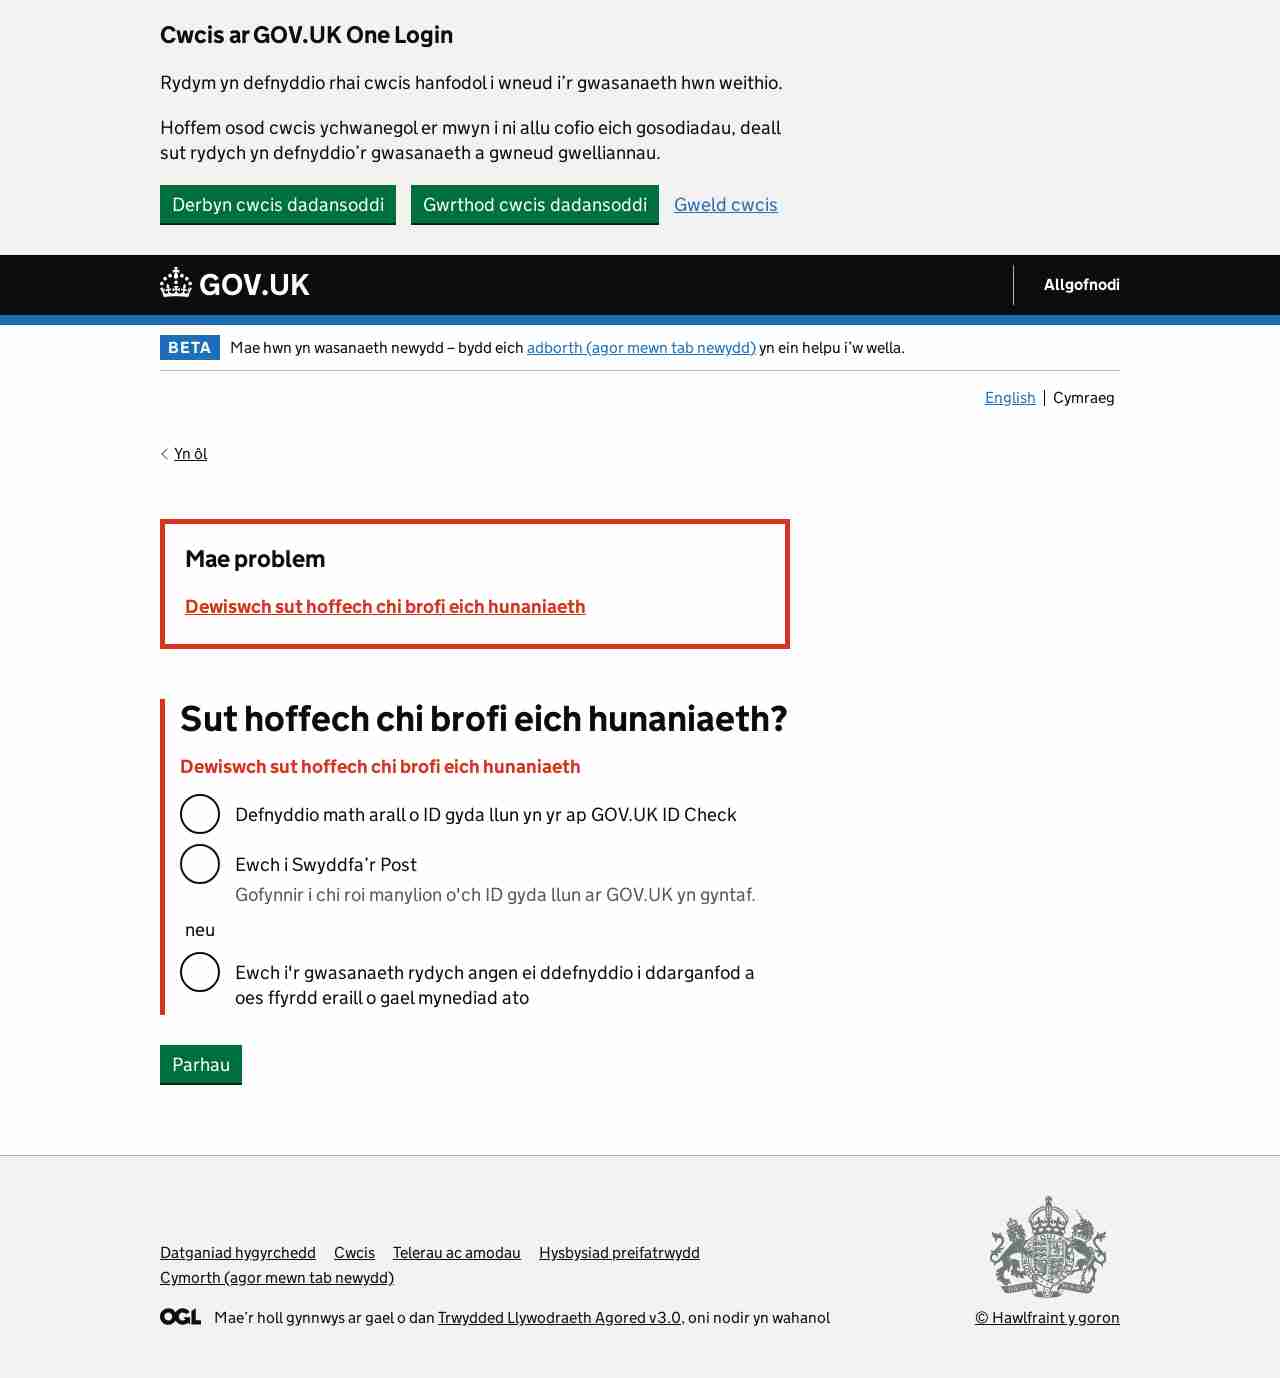 Cwcis ar GOV.UK One Login
Rydym yn defnyddio rhai cwcis hanfodol i wneud i’r gwasanaeth hwn weithio.
Hoffem osod cwcis ychwanegol er mwyn i ni allu cofio eich gosodiadau, deall
sut rydych yn defnyddio’r gwasanaeth a gwneud gwelliannau.
Derbyn cwcis dadansoddi Gwrthod cwcis dadansoddi Gweld cwcis
GOV.UK Allgofnodi
BETA Mae hwn yn wasanaeth newydd – bydd eich adborth (agor mewn tab newydd) yn ein helpu i’w wella.
English Cymraeg
Yn ôl
Mae problem
Dewiswch sut hoffech chi brofi eich hunaniaeth
Sut hoffech chi brofi eich hunaniaeth?
Dewiswch sut hoffech chi brofi eich hunaniaeth
Defnyddio math arall o ID gyda llun yn yr ap GOV.UK ID Check
Ewch i Swyddfa’r Post
Gofynnir i chi roi manylion o'ch ID gyda llun ar GOV.UK yn gyntaf.
neu
Ewch i'r gwasanaeth rydych angen ei ddefnyddio i ddarganfod a
oes ffyrdd eraill o gael mynediad ato
Parhau
Datganiad hygyrchedd Cwcis Telerau ac amodau Hysbysiad preifatrwydd
Cymorth (agor mewn tab newydd)
OGL Mae’r holl gynnwys ar gael o dan Trwydded Llywodraeth Agored v3.0, oni nodir yn wahanol
© Hawlfraint y goron